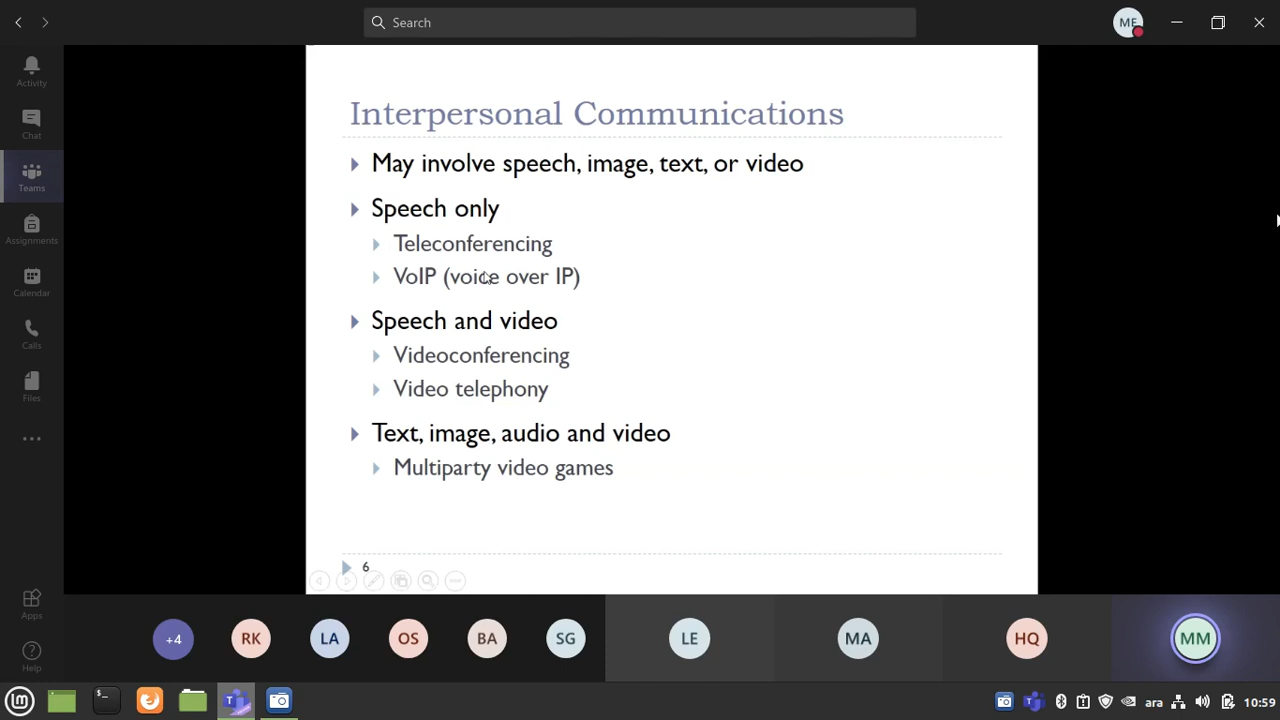 Search
ME
Activity
Chat
Teams
Assignments
Calendar
Calls
Files
Apps
Help
Interpersonal Communications
May involve speech, image, text, or video
Speech only
Teleconferencing
VoIP (voice over IP)
Speech and video
Videoconferencing
Video telephony
Text, image, audio and video
Multiparty video games
6
+4
RK
LA
OS
BA
SG
LE
MA
HQ
MM
ara
10:59